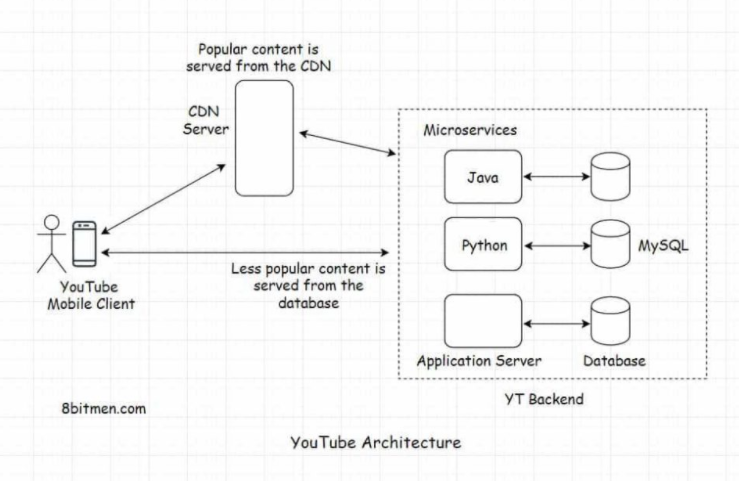 Popular content is
served from the CDN
CDN
Server
Microservices
Java
Python
MySQL
Less popular content is
served from the
database
YouTube
Mobile Client
Application Server
Database
YT Backend
8bitmen.com
YouTube Architecture